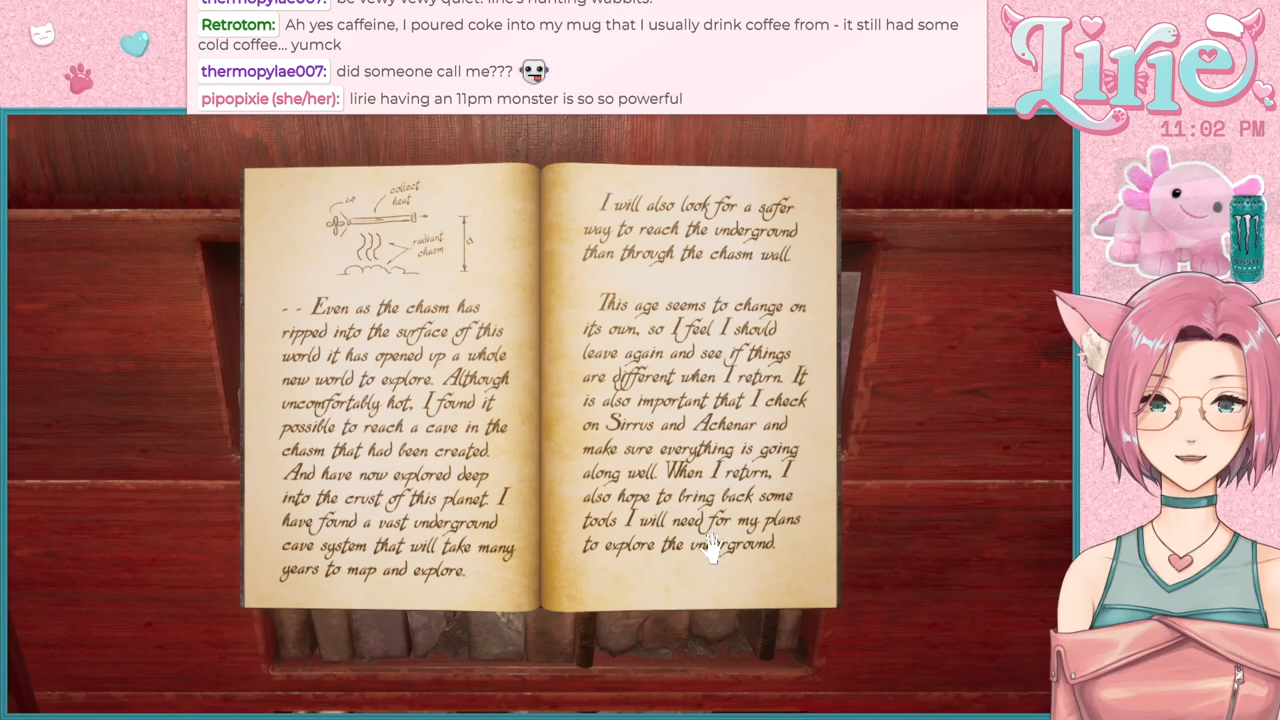 thermopylae007: be vewy vewy quiet. lirie's hunting wabbits.
Retrotom: Ah yes caffeine, I poured coke into my mug that I usually drink coffee from - it still had some
cold coffee... yumck
thermopylae007: did someone call me???
pipopixie (she/her): lirie having an 11pm monster is so so powerful
Lirie
11:02 PM
collect
heat
radiant
chasm
- - Even as the chasm has
ripped into the surface of this
world it has opened up a whole
new world to explore. Although
uncomfortably hot, I found it
possible to reach a cave in the
chasm that had been created.
And have now explored deep
into the crust of this planet. I
have found a vast underground
cave system that will take many
years to map and explore.
I will also look for a safer
way to reach the underground
than through the chasm wall.
This age seems to change on
its own, so I feel I should
leave again and see if things
are different when I return. It
is also important that I check
on Sirrus and Achenar and
make sure everything is going
along well. When I return, I
also hope to bring back some
tools I will need for my plans
to explore the underground.